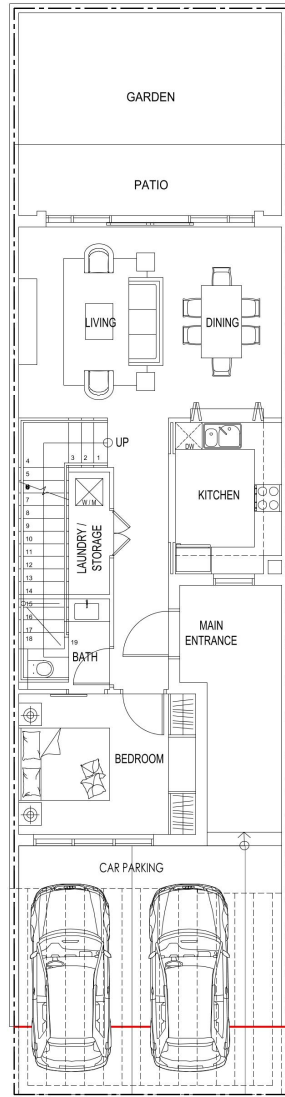 GARDEN
PATIO
LIVING
DINING
3 2 1
UP
4
5
7
8
9
10
11
12
13
14
15
16
17
18
19
W / M
LAUNDRY /
STORAGE
DW
KITCHEN
MAIN
ENTRANCE
BATH
BEDROOM
CAR PARKING